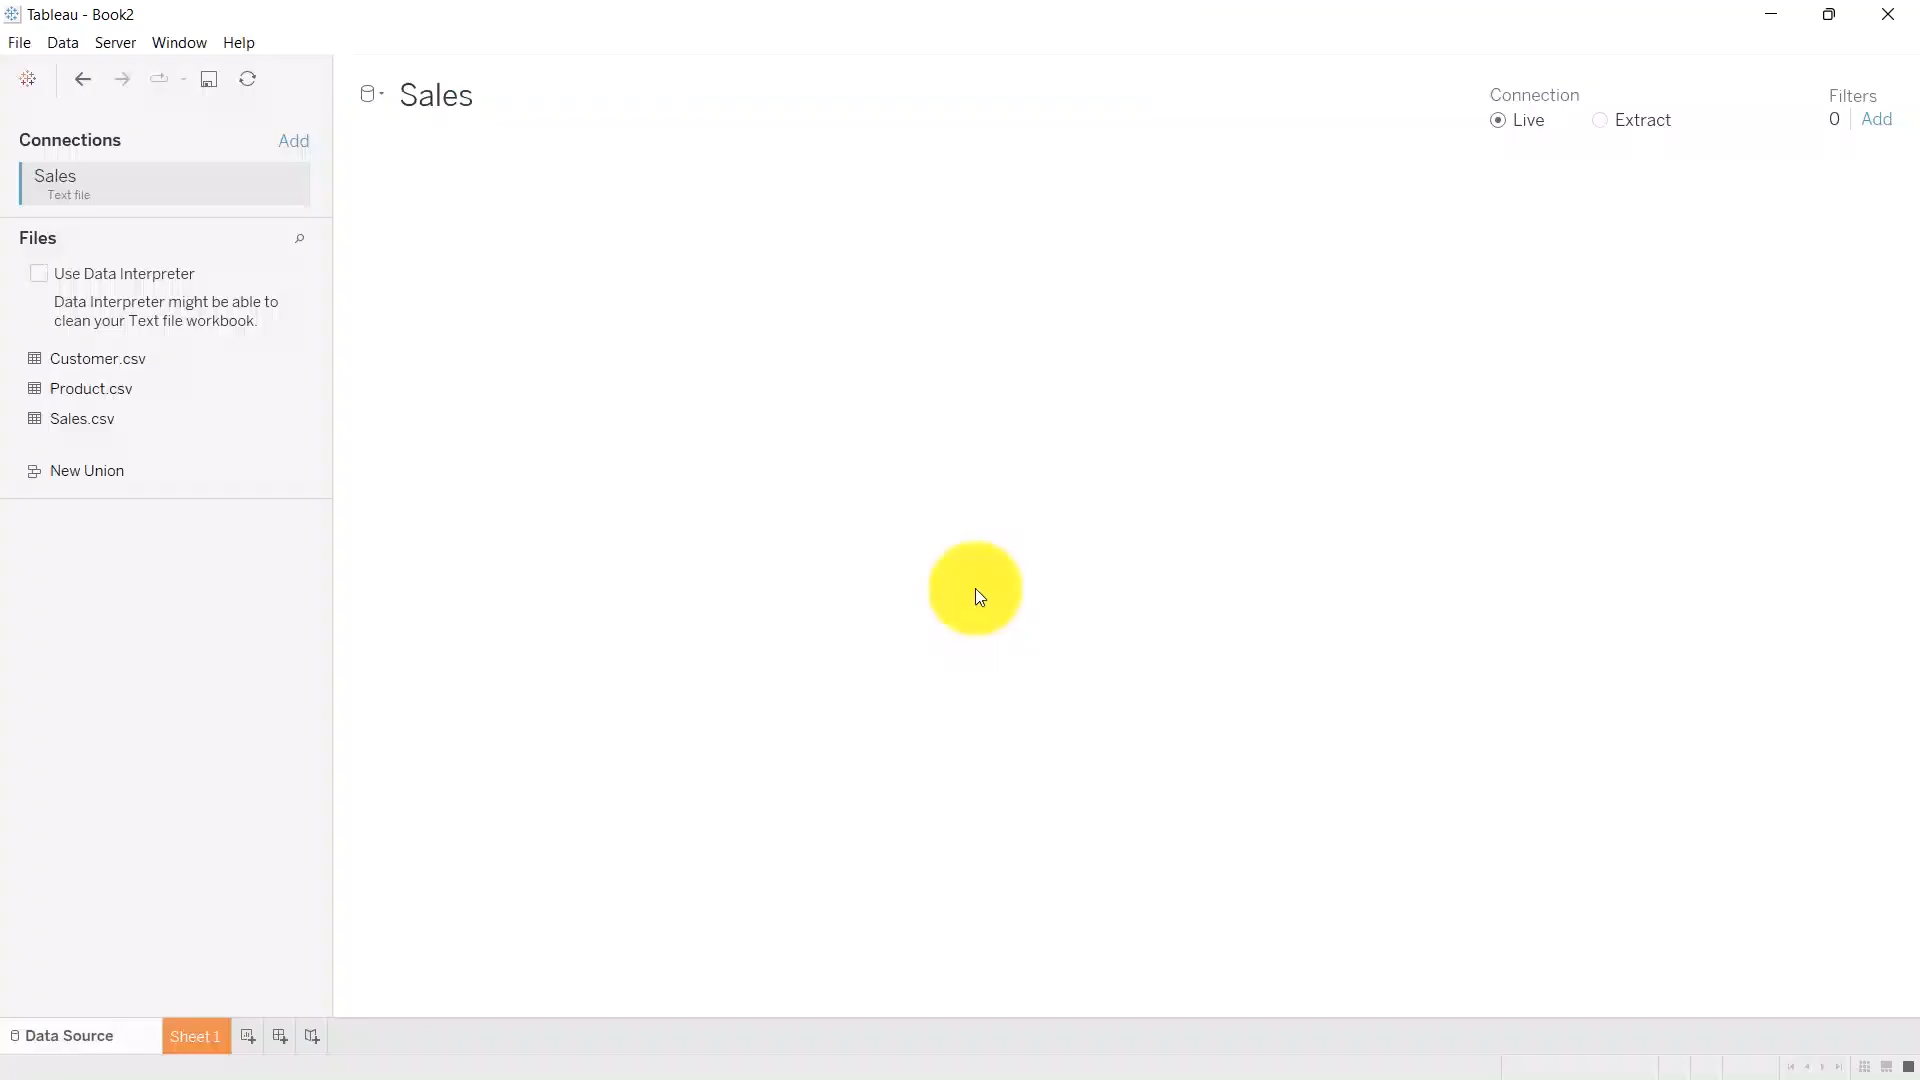 Tableau - Book2
File Data Server Window Help
Connections Add
Sales
Text file
Files
Use Data Interpreter
Data Interpreter might be able to
clean your Text file workbook.
Customer.csv
Product.csv
Sales.csv
New Union
Sales
Connection
Live Extract
Filters
0 Add
Data Source Sheet 1